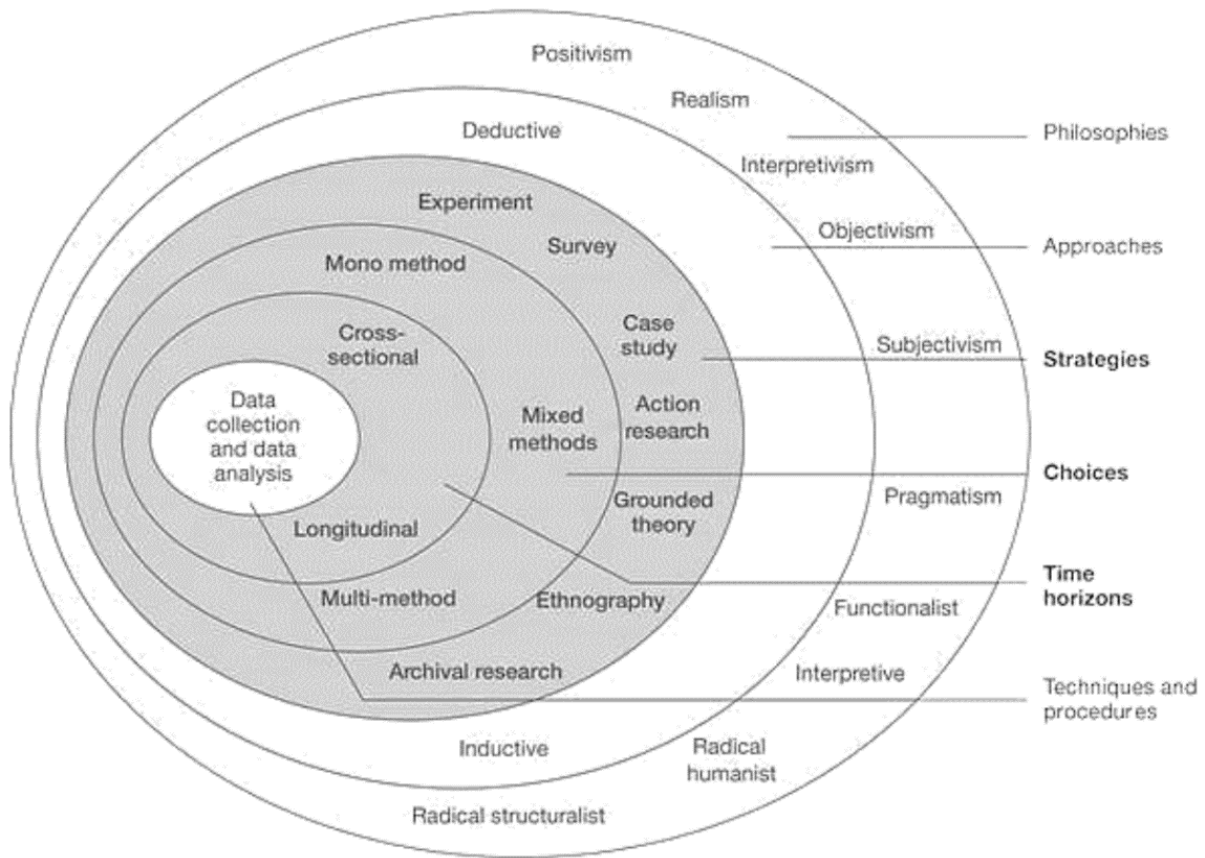 Positivism
Realism
Philosophies
Deductive
Interpretivism
Experiment
Objectivism
Survey
Approaches
Mono method
Case
study
Subjectivism
Strategies
Cross-
sectional
Data
collection
and data
analysis
Mixed
methods
Action
research
Choices
Pragmatism
Grounded
theory
Longitudinal
Time
horizons
Multi-method
Ethnography
Functionalist
Archival research
Interpretive
Techniques and
procedures
Inductive
Radical
humanist
Radical structuralist